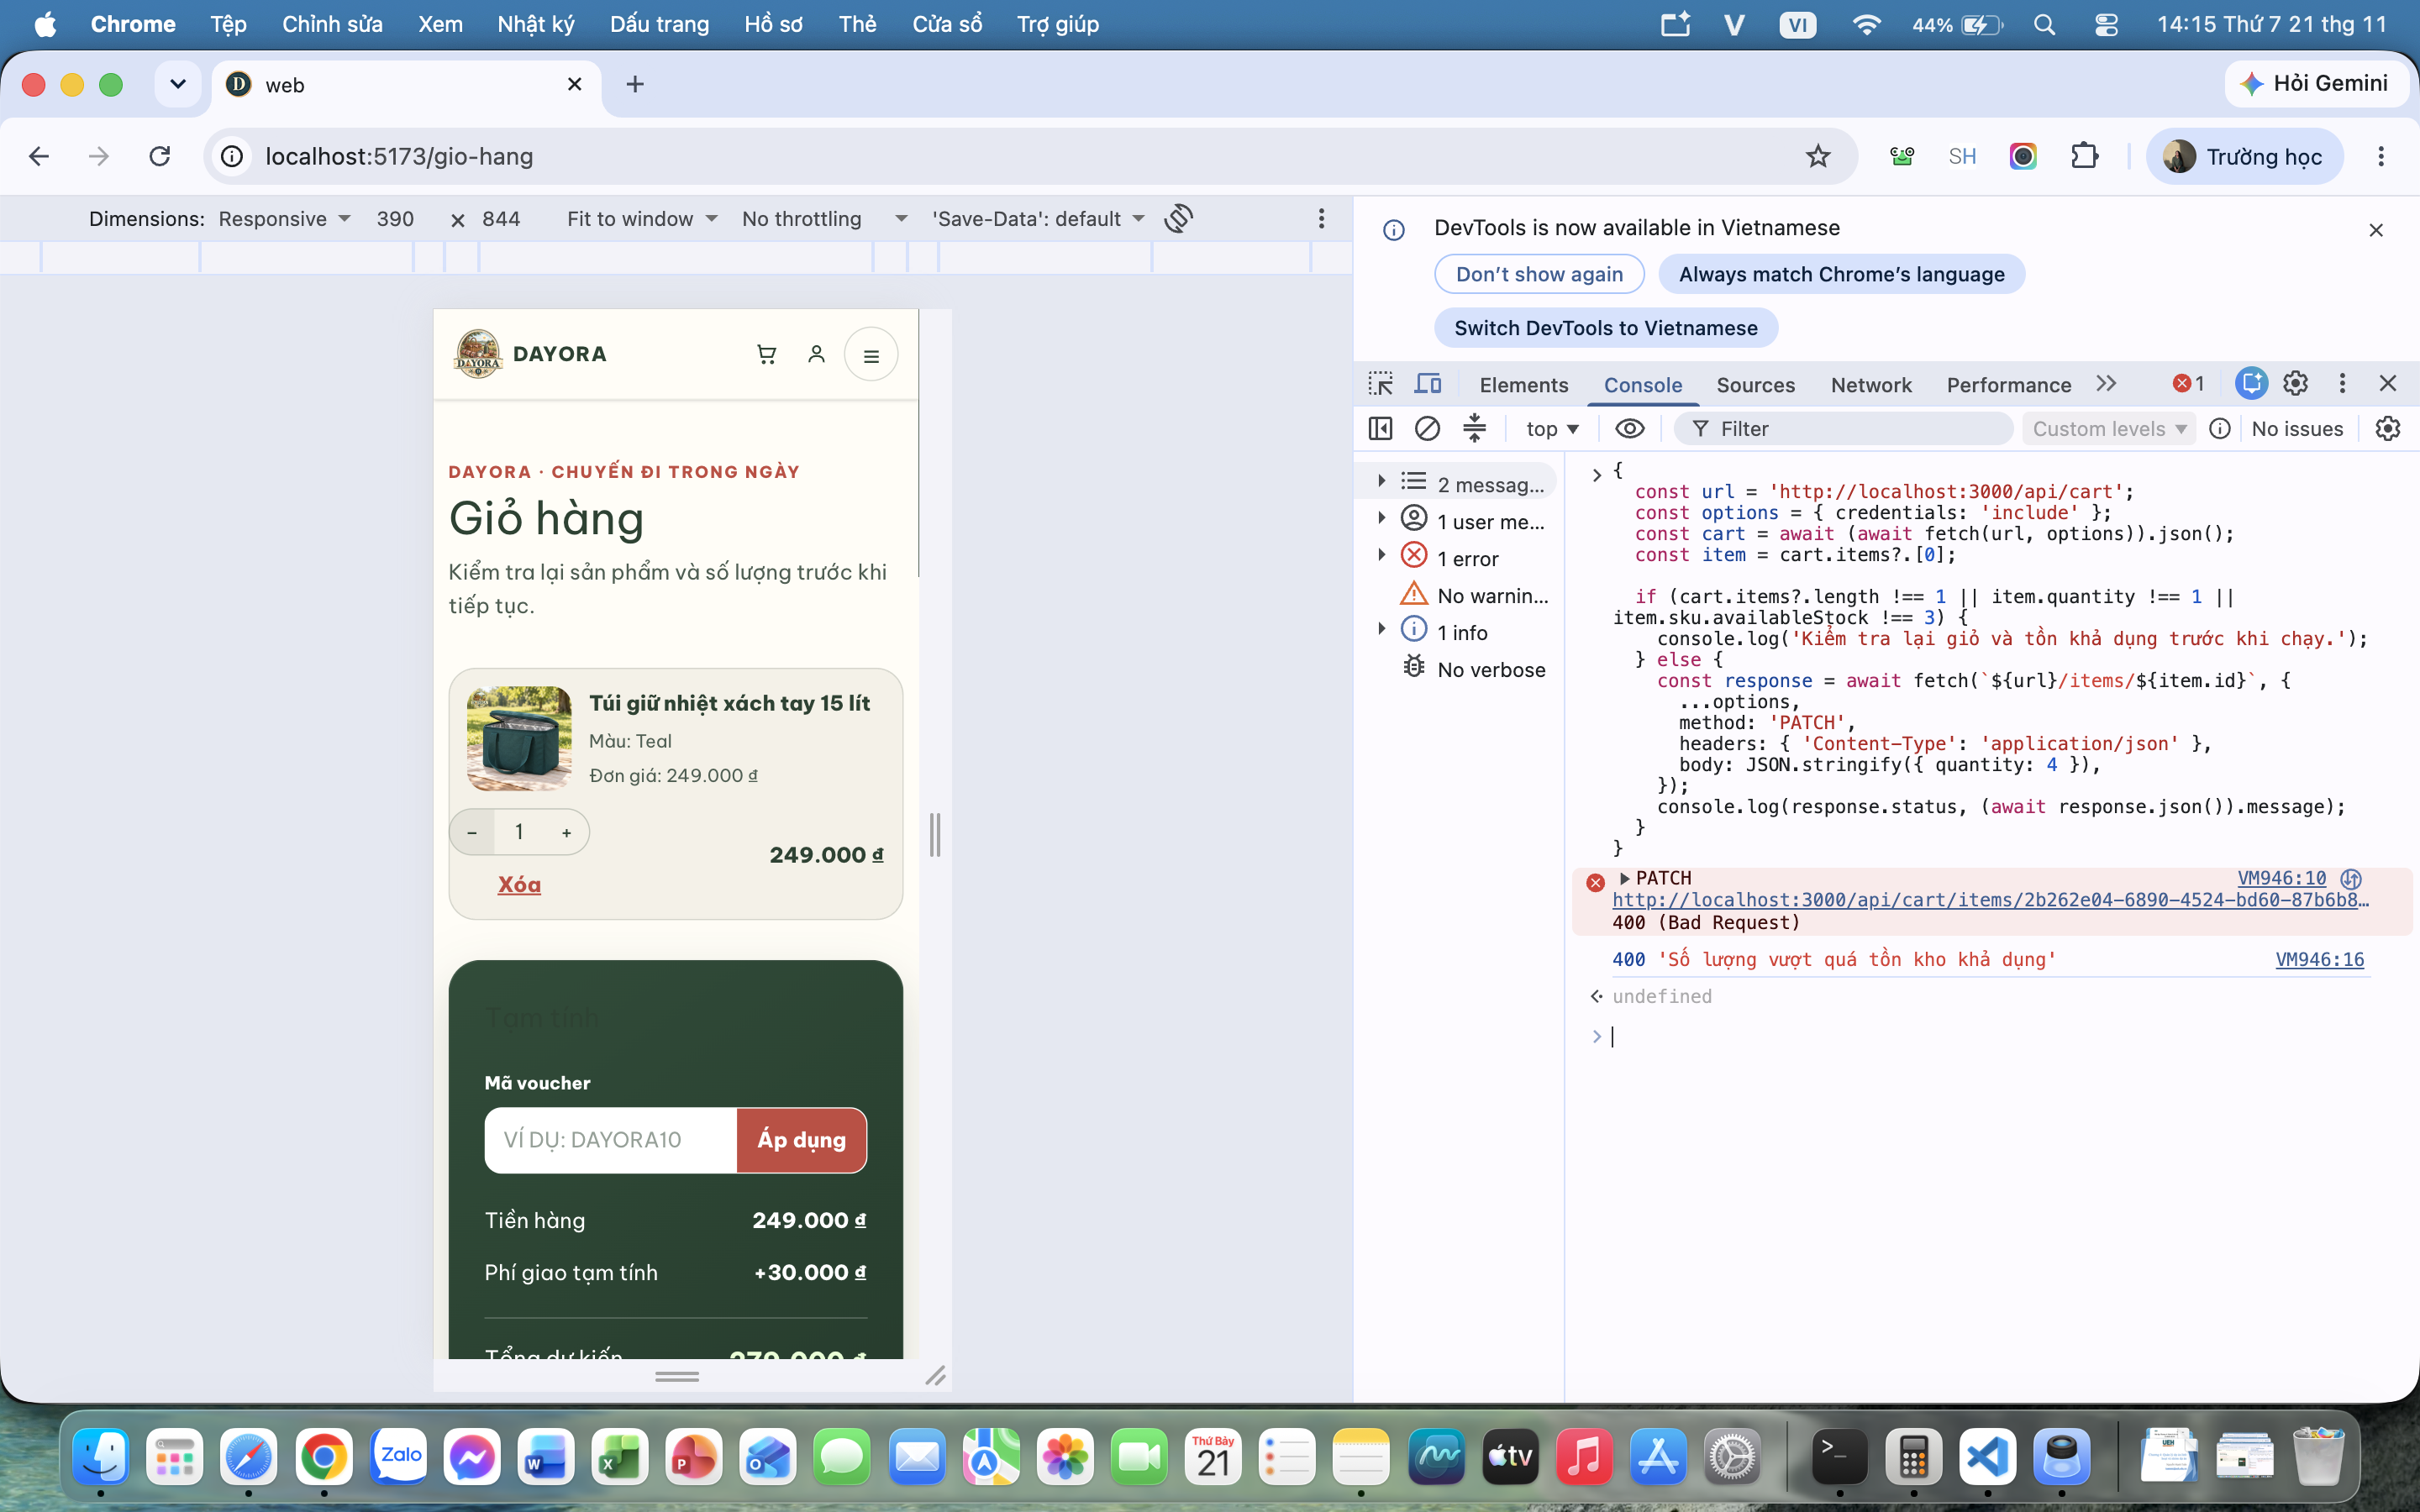 Chrome Tệp Chỉnh sửa Xem Nhật ký Dấu trang Hồ sơ Thẻ Cửa sổ Trợ giúp
V VI 44% 14:15 Thứ 7 21 thg 11
D web
Hỏi Gemini
localhost:5173/gio-hang
SH
Trường học
Dimensions: Responsive 390 × 844 Fit to window No throttling 'Save-Data': default
DAYORA
DAYORA
DAYORA · CHUYẾN ĐI TRONG NGÀY
Giỏ hàng
Kiểm tra lại sản phẩm và số lượng trước khi
tiếp tục.
Túi giữ nhiệt xách tay 15 lít
Màu: Teal
Đơn giá: 249.000 ₫
− 1 +
249.000 ₫
Xóa
Tạm tính
Mã voucher
VÍ DỤ: DAYORA10
Áp dụng
Tiền hàng 249.000 ₫
Phí giao tạm tính +30.000 ₫
Tổng dự kiến 279.000 ₫
DevTools is now available in Vietnamese
Don't show again
Always match Chrome's language
Switch DevTools to Vietnamese
Elements Console Sources Network Performance 1
top Filter Custom levels No issues
2 messag...
1 user me...
1 error
No warnin...
1 info
No verbose
{
const url = 'http://localhost:3000/api/cart';
const options = { credentials: 'include' };
const cart = await (await fetch(url, options)).json();
const item = cart.items?.[0];
if (cart.items?.length !== 1 || item.quantity !== 1 ||
item.sku.availableStock !== 3) {
console.log('Kiểm tra lại giỏ và tồn khả dụng trước khi chạy.');
} else {
const response = await fetch(`${url}/items/${item.id}`, {
...options,
method: 'PATCH',
headers: { 'Content-Type': 'application/json' },
body: JSON.stringify({ quantity: 4 }),
});
console.log(response.status, (await response.json()).message);
}
}
PATCH VM946:10
http://localhost:3000/api/cart/items/2b262e04-6890-4524-bd60-87b6b8…
400 (Bad Request)
400 'Số lượng vượt quá tồn kho khả dụng' VM946:16
undefined
Zalo
W
X
P
O
Thứ Bảy
21
tv
UEH